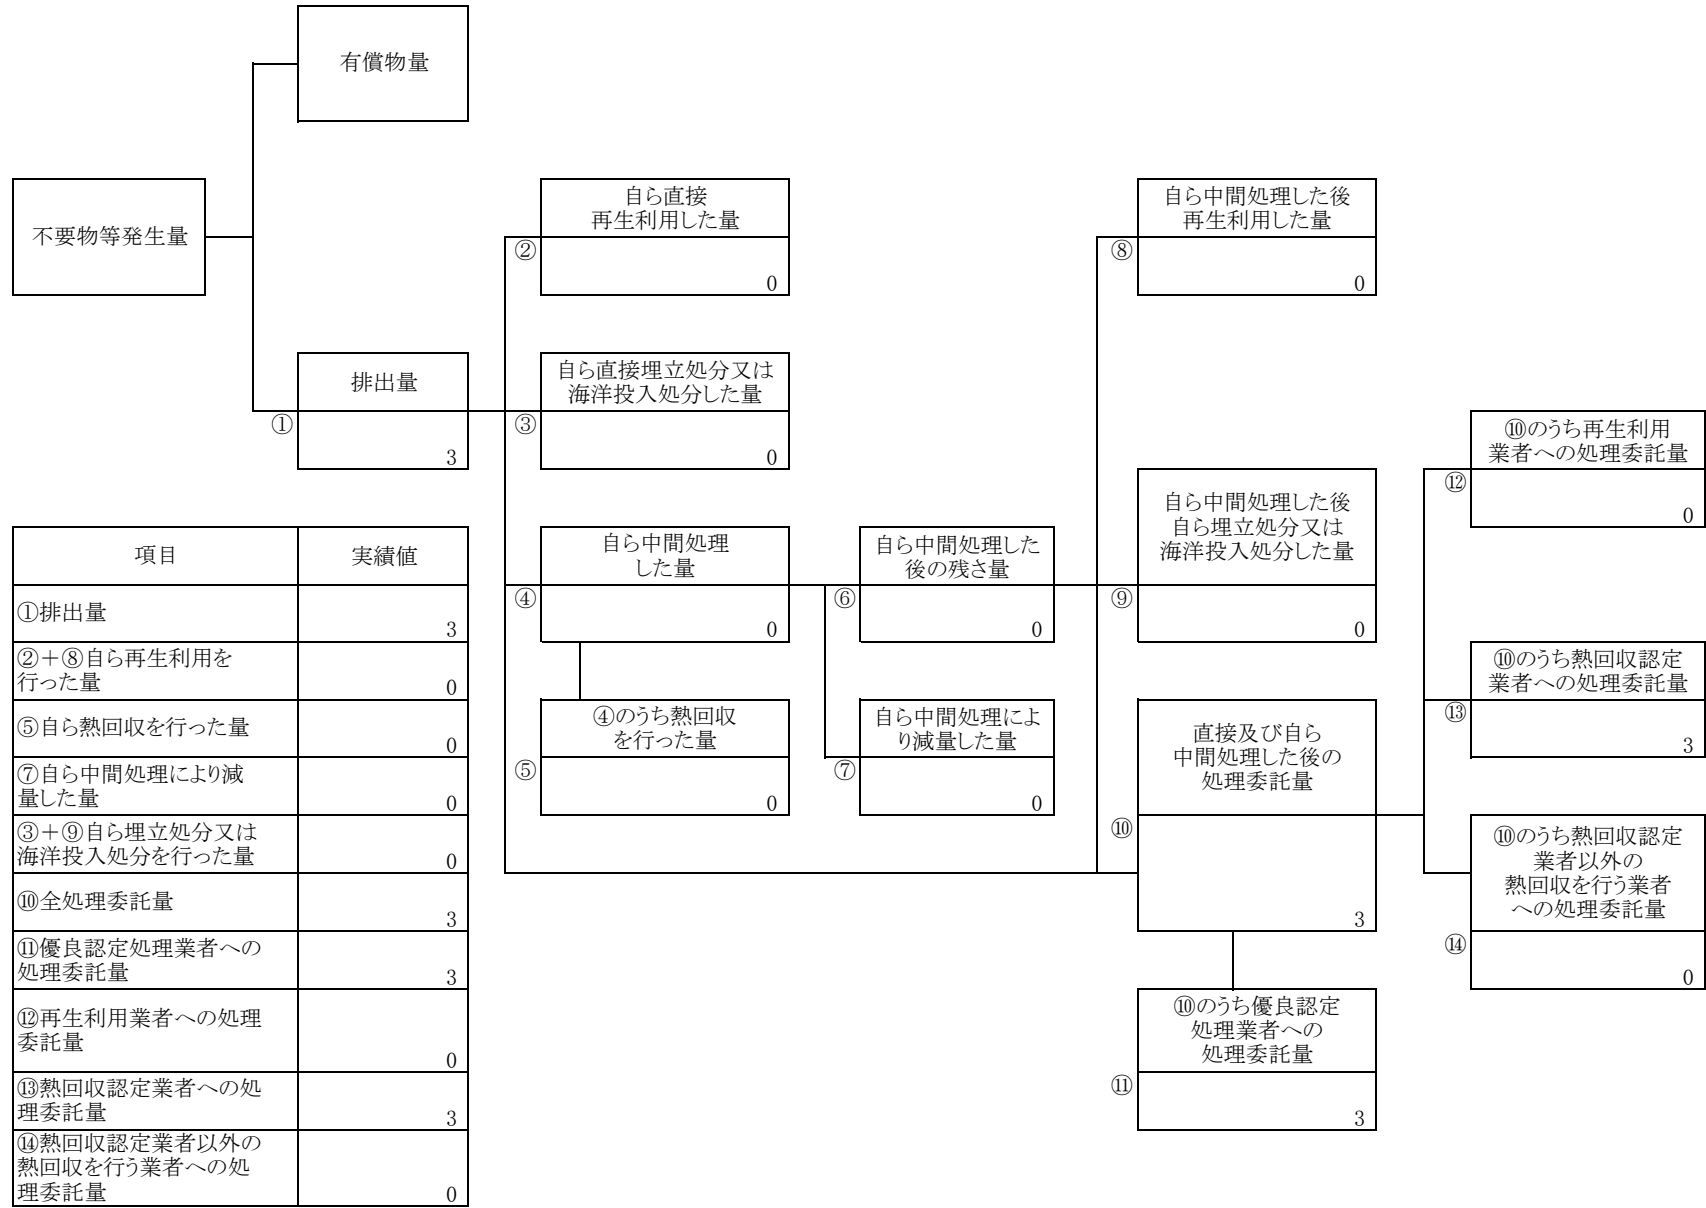 有償物量
不要物等発生量
排出量
①
3
自ら直接
再生利用した量
②
0
自ら直接埋立処分又は
海洋投入処分した量
③
0
自ら中間処理
した量
④
0
④のうち熱回収
を行った量
⑤
0
自ら中間処理した
後の残さ量
⑥
0
自ら中間処理によ
り減量した量
⑦
0
自ら中間処理した後
再生利用した量
⑧
0
自ら中間処理した後
自ら埋立処分又は
海洋投入処分した量
⑨
0
直接及び自ら
中間処理した後の
処理委託量
⑩
3
⑩のうち優良認定
処理業者への
処理委託量
⑪
3
⑩のうち再生利用
業者への処理委託量
⑫
0
⑩のうち熱回収認定
業者への処理委託量
⑬
3
⑩のうち熱回収認定
業者以外の
熱回収を行う業者
への処理委託量
⑭
0
項目 実績値
①排出量
3
②＋⑧自ら再生利用を
行った量
0
⑤自ら熱回収を行った量
0
⑦自ら中間処理により減
量した量
0
③＋⑨自ら埋立処分又は
海洋投入処分を行った量
0
⑩全処理委託量
3
⑪優良認定処理業者への
処理委託量
3
⑫再生利用業者への処理
委託量
0
⑬熱回収認定業者への処
理委託量
3
⑭熱回収認定業者以外の
熱回収を行う業者への処
理委託量
0